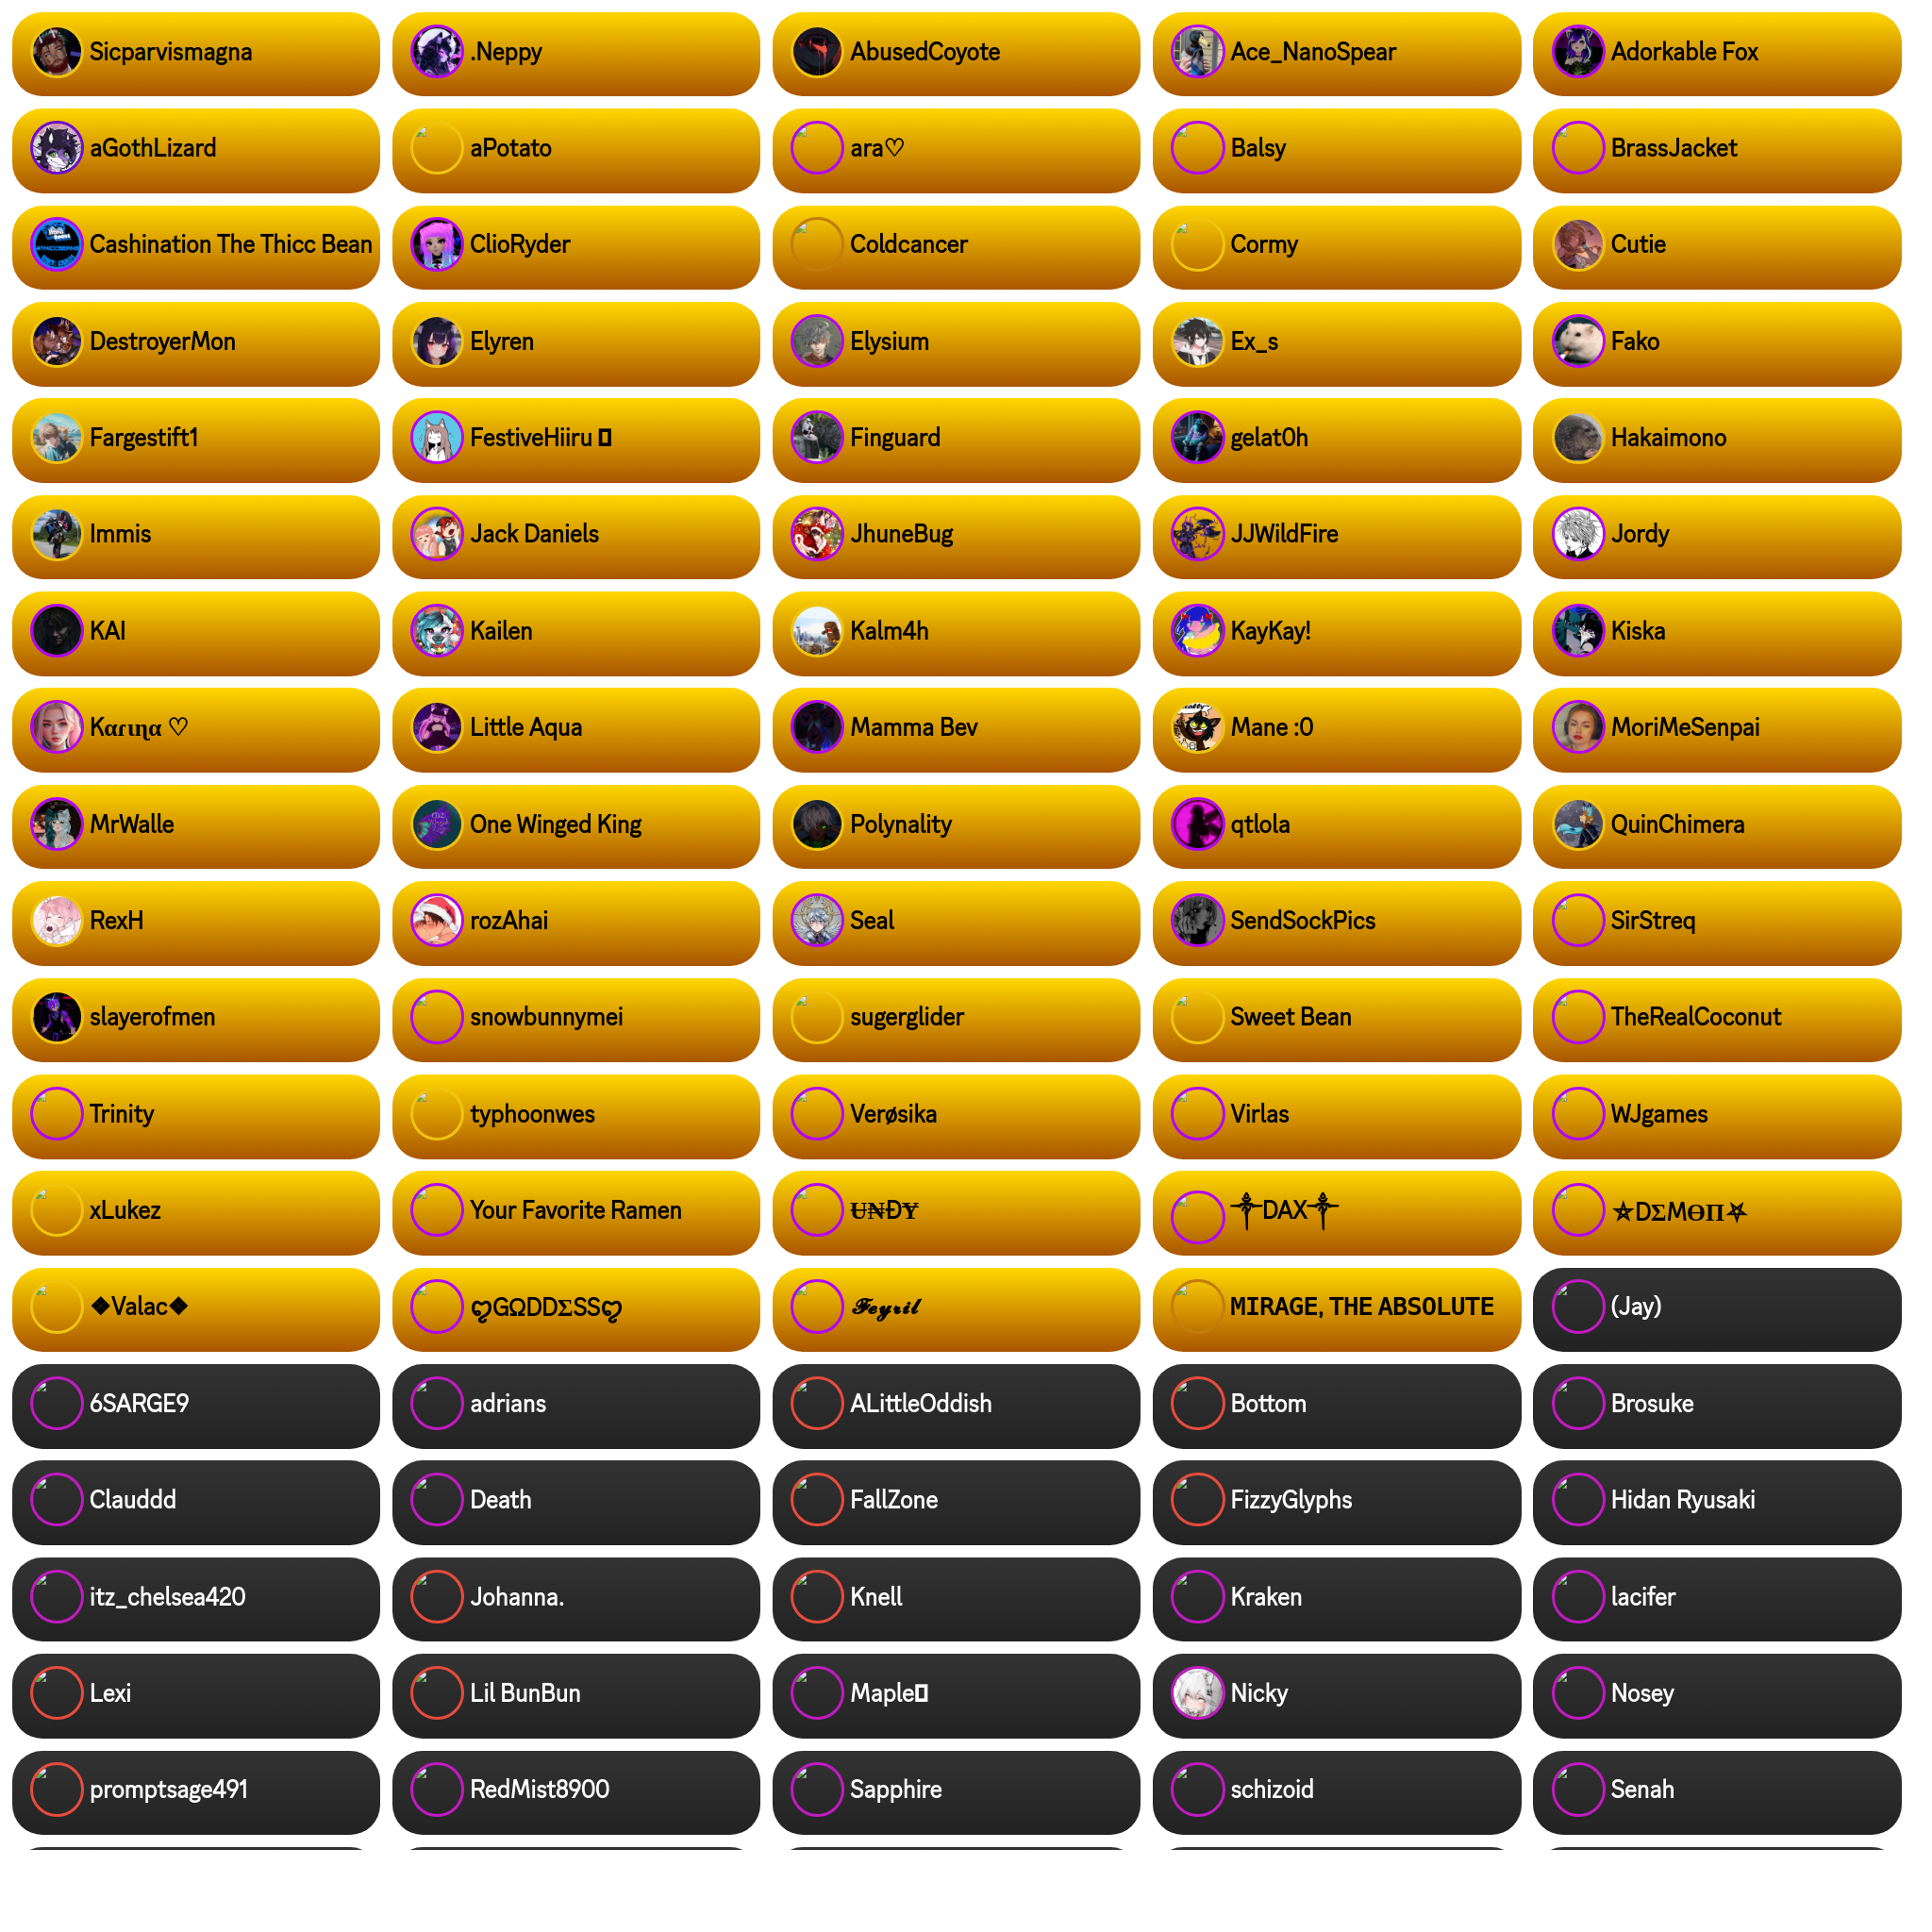 Sicparvismagna .Neppy AbusedCoyote Ace_NanoSpear Adorkable Fox
aGothLizard aPotato ara♡ Balsy BrassJacket
Cashination The Thicc Bean ClioRyder Coldcancer Cormy Cutie
DestroyerMon Elyren Elysium Ex_s Fako
Fargestift1 FestiveHiiru Finguard gelat0h Hakaimono
Immis Jack Daniels JhuneBug JJWildFire Jordy
KAI Kailen Kalm4h KayKay! Kiska
Kαɾιɳα ♡ Little Aqua Mamma Bev Mane :0 MoriMeSenpai
MrWalle One Winged King Polynality qtlola QuinChimera
RexH rozAhai Seal SendSockPics SirStreq
slayerofmen snowbunnymei sugerglider Sweet Bean TheRealCoconut
Trinity typhoonwes Verøsika Virlas WJgames
xLukez Your Favorite Ramen Ʉ₦ĐɎ ༒DAX༒ ⛤DΣMӨΠ⛧
❖Valac❖ ღGΩDDΣSSღ 𝓕𝓮𝔂𝓻𝓲𝓵 𝗠𝗜𝗥𝗔𝗚𝗘, 𝗧𝗛𝗘 𝗔𝗕𝗦𝗢𝗟𝗨𝗧𝗘 (Jay)
6SARGE9 adrians ALittleOddish Bottom Brosuke
Clauddd Death FallZone FizzyGlyphs Hidan Ryusaki
itz_chelsea420 Johanna. Knell Kraken lacifer
Lexi Lil BunBun Maple Nicky Nosey
promptsage491 RedMist8900 Sapphire schizoid Senah